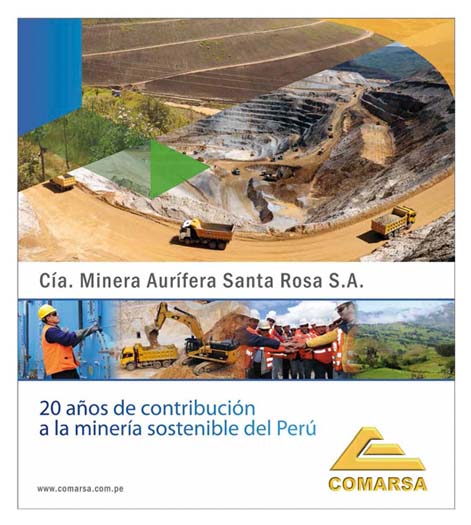 Cía. Minera Aurífera Santa Rosa S.A.
20 años de contribución
a la minería sostenible del Perú
COMARSA
www.comarsa.com.pe